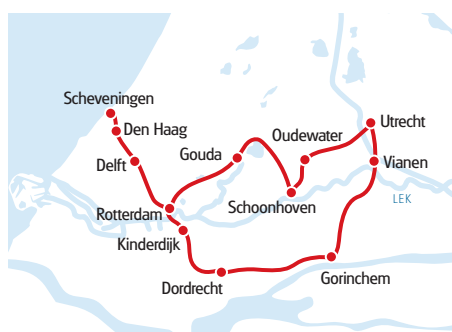 Scheveningen
Den Haag
Delft
Gouda
Oudewater
Utrecht
Vianen
LEK
Schoonhoven
Rotterdam
Kinderdijk
Dordrecht
Gorinchem